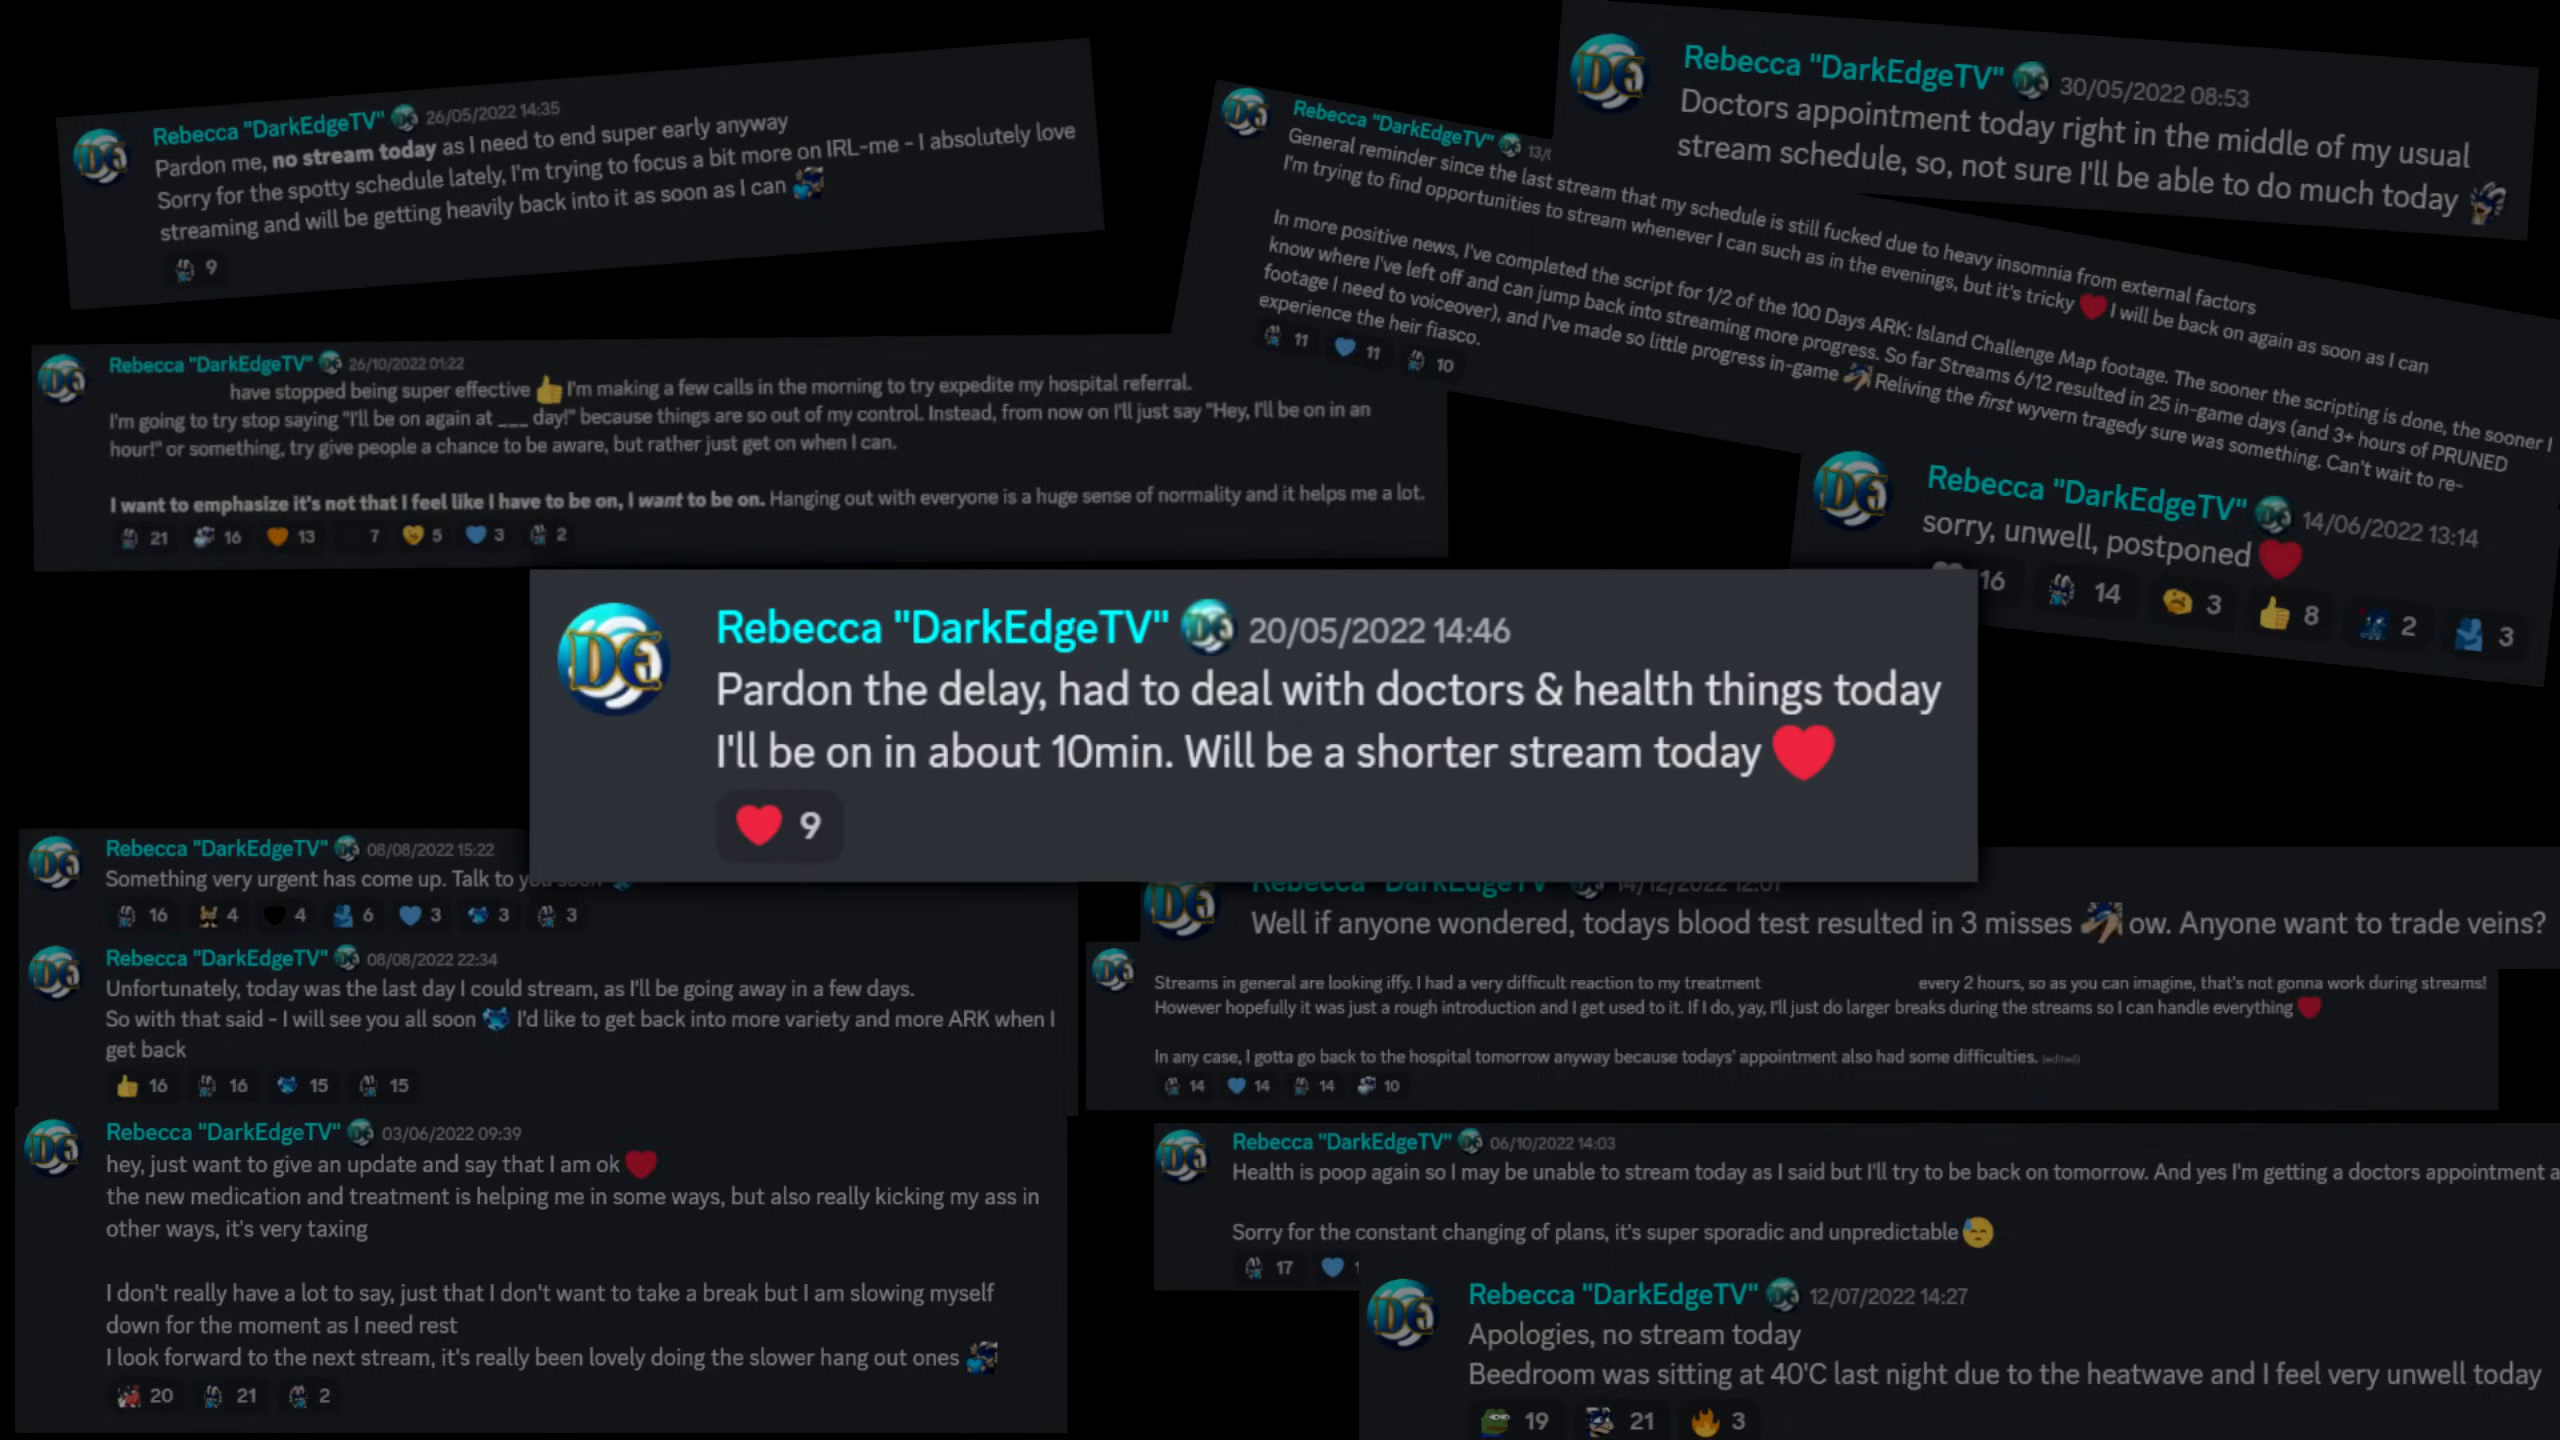 Rebecca "DarkEdgeTV" 26/05/2022 14:35
Pardon me, no stream today as I need to end super early anyway
Sorry for the spotty schedule lately, I'm trying to focus a bit more on IRL-me - I absolutely love
streaming and will be getting heavily back into it as soon as I can
9
Rebecca "DarkEdgeTV" 13/0
General reminder since the last stream that my schedule is still fucked due to heavy insomnia from external factors
I'm trying to find opportunities to stream whenever I can such as in the evenings, but it's tricky ❤️ I will be back on again as soon as I can
In more positive news, I've completed the script for 1/2 of the 100 Days ARK: Island Challenge Map footage. The sooner the scripting is done, the sooner I
know where I've left off and can jump back into streaming more progress. So far Streams 6/12 resulted in 25 in-game days (and 3+ hours of PRUNED
footage I need to voiceover), and I've made so little progress in-game Reliving the first wyvern tragedy sure was something. Can't wait to re-
experience the heir fiasco.
11 11 10
Rebecca "DarkEdgeTV" 30/05/2022 08:53
Doctors appointment today right in the middle of my usual
stream schedule, so, not sure I'll be able to do much today
Rebecca "DarkEdgeTV" 26/10/2022 01:22
have stopped being super effective 👍 I'm making a few calls in the morning to try expedite my hospital referral.
I'm going to try stop saying "I'll be on again at ___ day!" because things are so out of my control. Instead, from now on I'll just say "Hey, I'll be on in an
hour!" or something, try give people a chance to be aware, but rather just get on when I can.
I want to emphasize it's not that I feel like I have to be on, I want to be on. Hanging out with everyone is a huge sense of normality and it helps me a lot.
21 16 13 7 5 3 2
Rebecca "DarkEdgeTV" 14/06/2022 13:14
sorry, unwell, postponed ❤️
16 14 3 8 2 3
DE
Rebecca "DarkEdgeTV" 20/05/2022 14:46
Pardon the delay, had to deal with doctors & health things today
I'll be on in about 10min. Will be a shorter stream today ❤️
❤️ 9
Rebecca "DarkEdgeTV" 08/08/2022 15:22
Something very urgent has come up. Talk to you soon
16 4 4 6 3 3 3
Rebecca "DarkEdgeTV" 08/08/2022 22:34
Unfortunately, today was the last day I could stream, as I'll be going away in a few days.
So with that said - I will see you all soon I'd like to get back into more variety and more ARK when I
get back
16 16 15 15
Rebecca "DarkEdgeTV" 03/06/2022 09:39
hey, just want to give an update and say that I am ok ❤️
the new medication and treatment is helping me in some ways, but also really kicking my ass in
other ways, it's very taxing
I don't really have a lot to say, just that I don't want to take a break but I am slowing myself
down for the moment as I need rest
I look forward to the next stream, it's really been lovely doing the slower hang out ones
20 21 2
Rebecca "DarkEdgeTV" 14/12/2022 12:01
Well if anyone wondered, todays blood test resulted in 3 misses ow. Anyone want to trade veins?
Streams in general are looking iffy. I had a very difficult reaction to my treatment every 2 hours, so as you can imagine, that's not gonna work during streams!
However hopefully it was just a rough introduction and I get used to it. If I do, yay, I'll just do larger breaks during the streams so I can handle everything ❤️
In any case, I gotta go back to the hospital tomorrow anyway because todays' appointment also had some difficulties. (edited)
14 14 14 10
Rebecca "DarkEdgeTV" 06/10/2022 14:03
Health is poop again so I may be unable to stream today as I said but I'll try to be back on tomorrow. And yes I'm getting a doctors appointment a
Sorry for the constant changing of plans, it's super sporadic and unpredictable 😓
17 1
Rebecca "DarkEdgeTV" 12/07/2022 14:27
Apologies, no stream today
Beedroom was sitting at 40'C last night due to the heatwave and I feel very unwell today
19 21 3